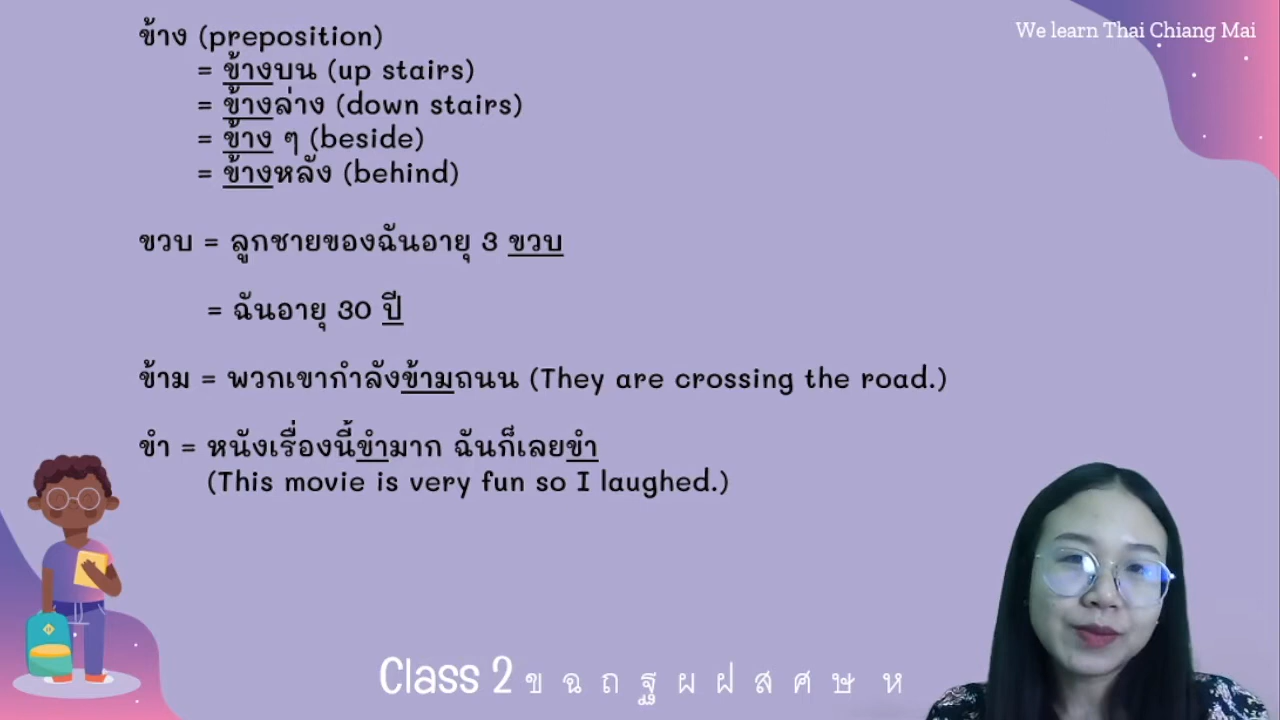 We learn Thai Chiang Mai
ข้าง (preposition)
= ข้างบน (up stairs)
= ข้างล่าง (down stairs)
= ข้าง ๆ (beside)
= ข้างหลัง (behind)
ขวบ = ลูกชายของฉันอายุ 3 ขวบ
= ฉันอายุ 30 ปี
ข้าม = พวกเขากำลังข้ามถนน (They are crossing the road.)
ขำ = หนังเรื่องนี้ขำมาก ฉันก็เลยขำ
(This movie is very fun so I laughed.)
Class 2 ข ฉ ถ ฐ ผ ฝ ส ศ ษ ห